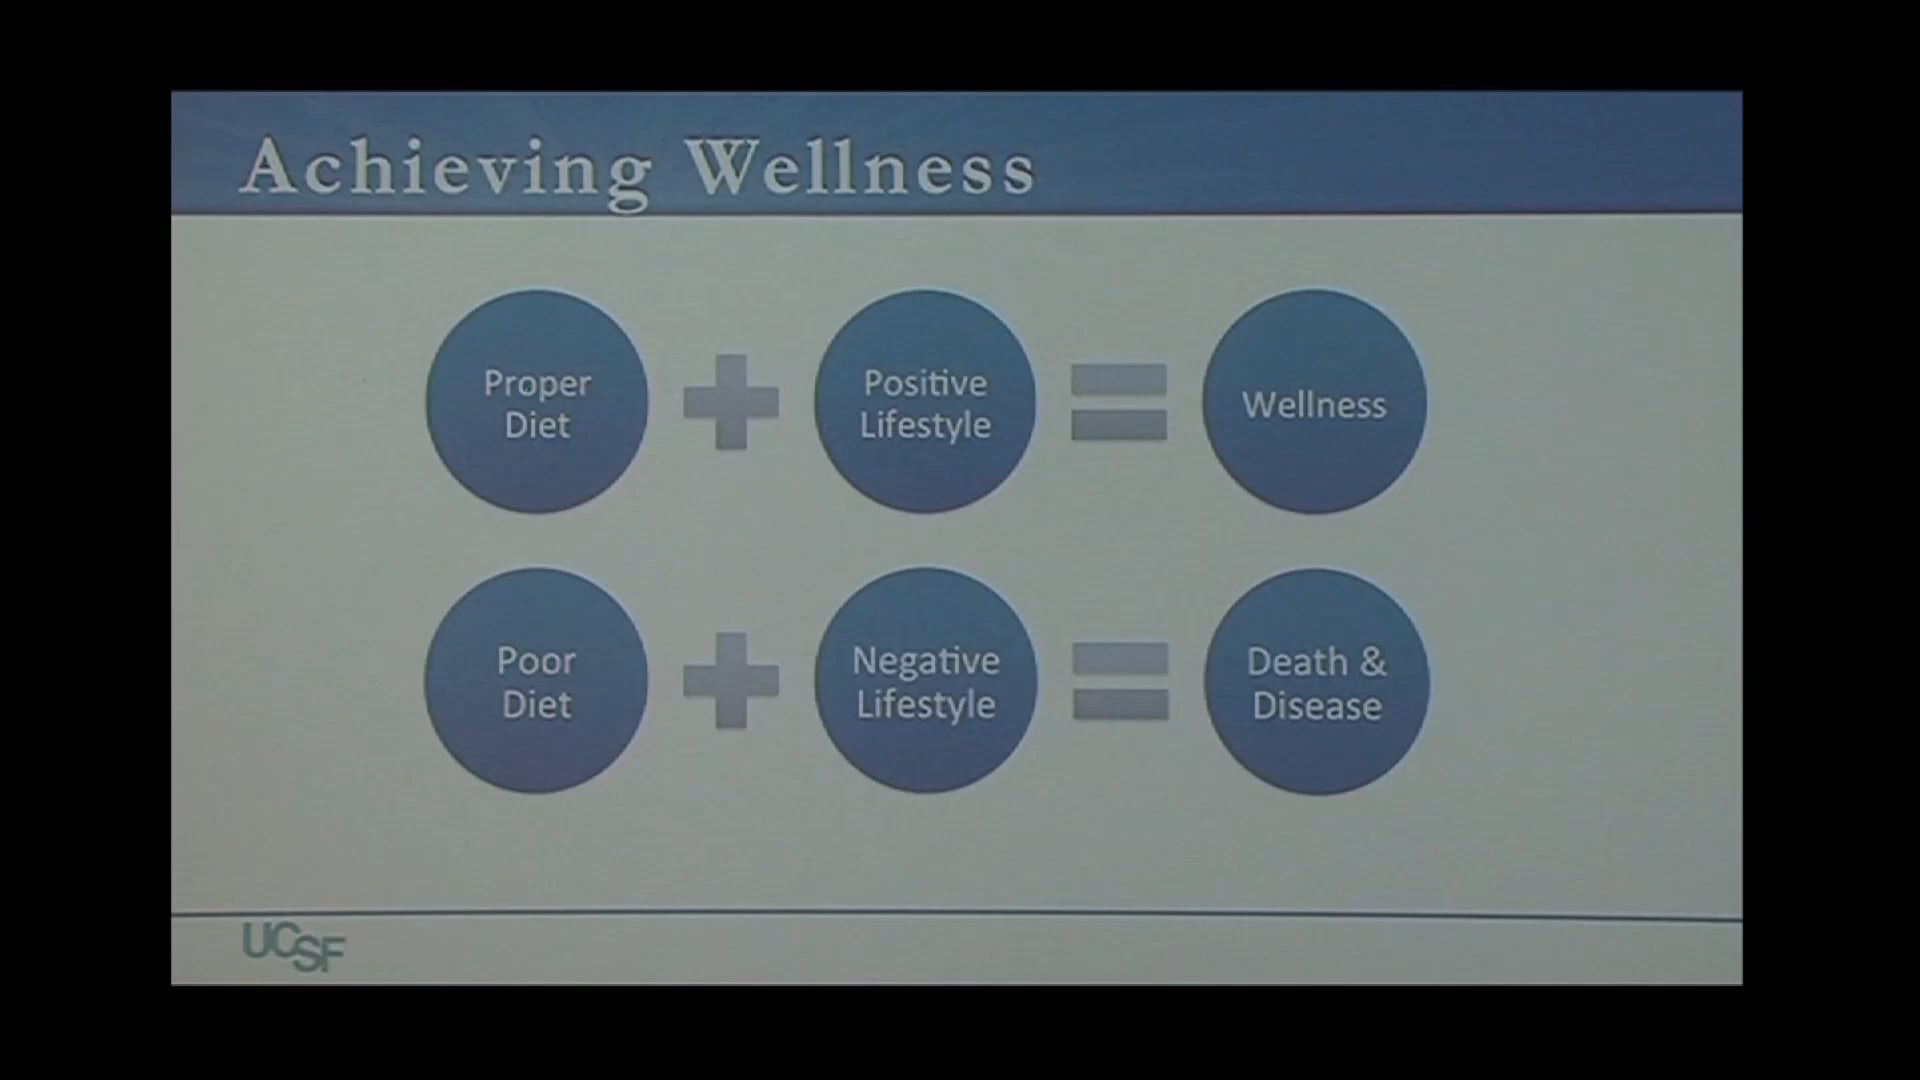 Achieving Wellness
Proper
Diet
Positive
Lifestyle
Wellness
Poor
Diet
Negative
Lifestyle
Death &
Disease
UCSF